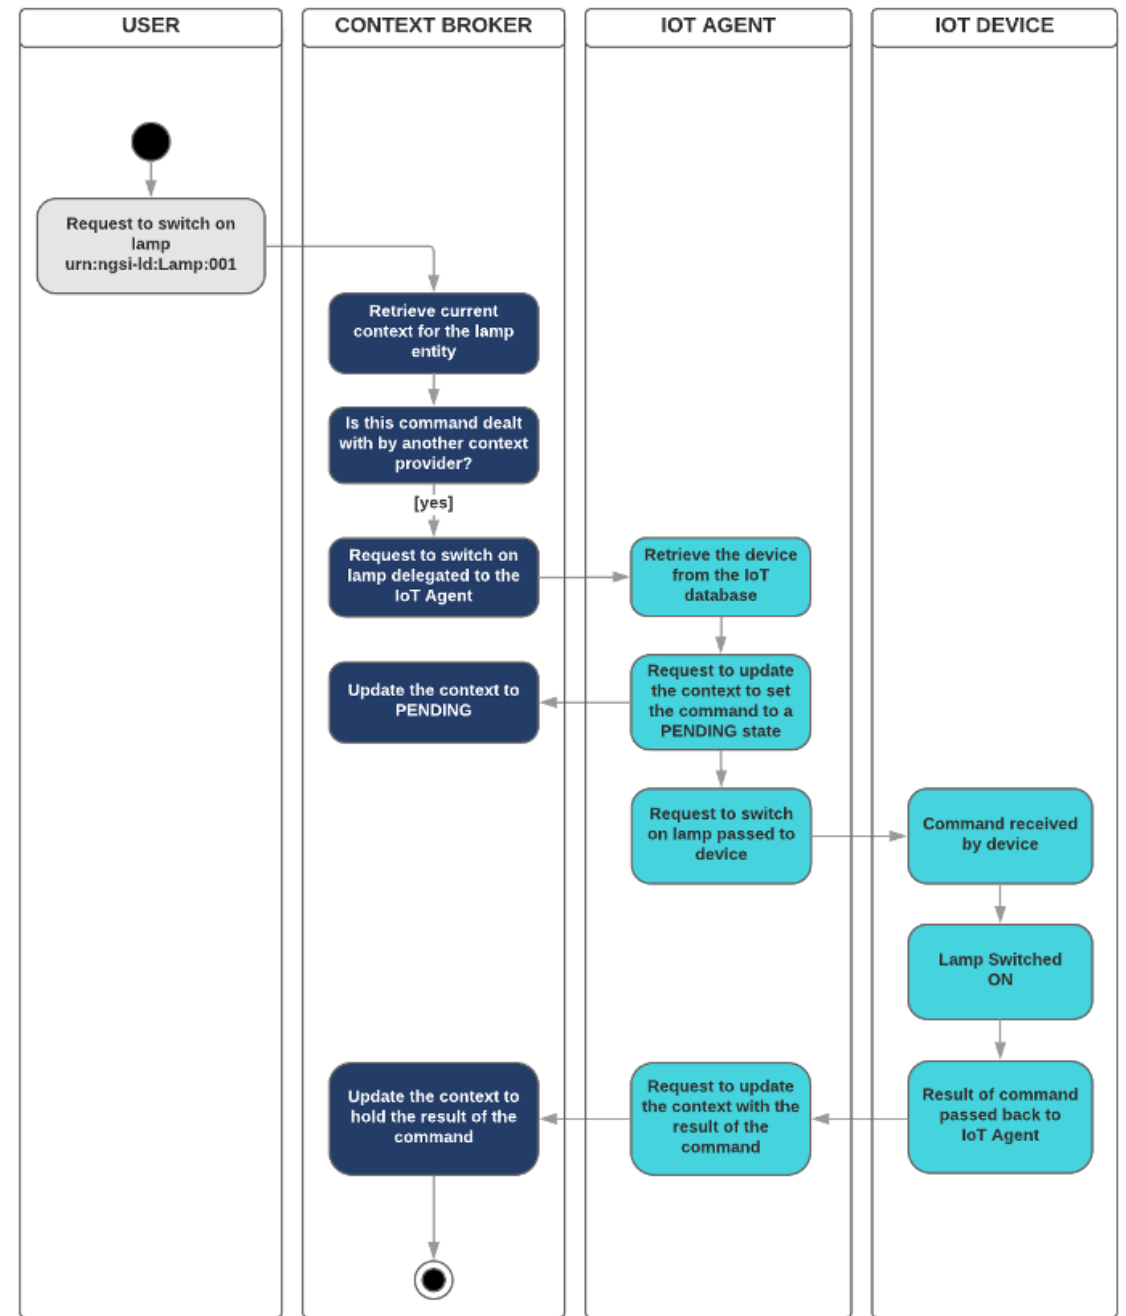 USER
CONTEXT BROKER
IOT AGENT
IOT DEVICE
Request to switch on
lamp
urn:ngsi-ld:Lamp:001
Retrieve current
context for the lamp
entity
Is this command dealt
with by another context
provider?
[yes]
Request to switch on
lamp delegated to the
IoT Agent
Retrieve the device
from the IoT
database
Update the context to
PENDING
Request to update
the context to set
the command to a
PENDING state
Request to switch
on lamp passed to
device
Command received
by device
Lamp Switched
ON
Update the context to
hold the result of the
command
Request to update
the context with the
result of the
command
Result of command
passed back to
IoT Agent